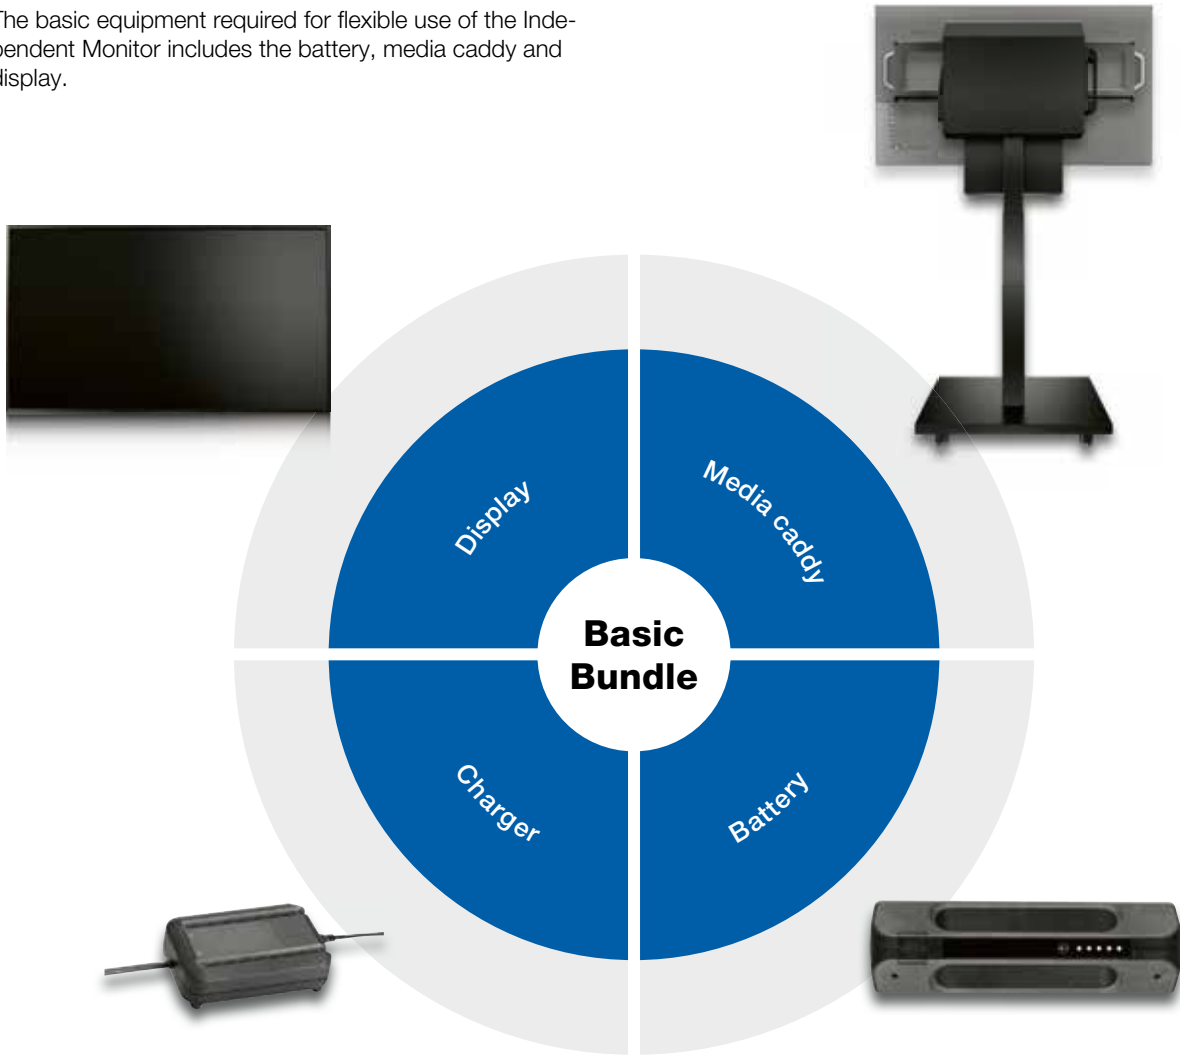 The basic equipment required for flexible use of the Inde-
pendent Monitor includes the battery, media caddy and
display.
Display
Media caddy
Basic
Bundle
Charger
Battery